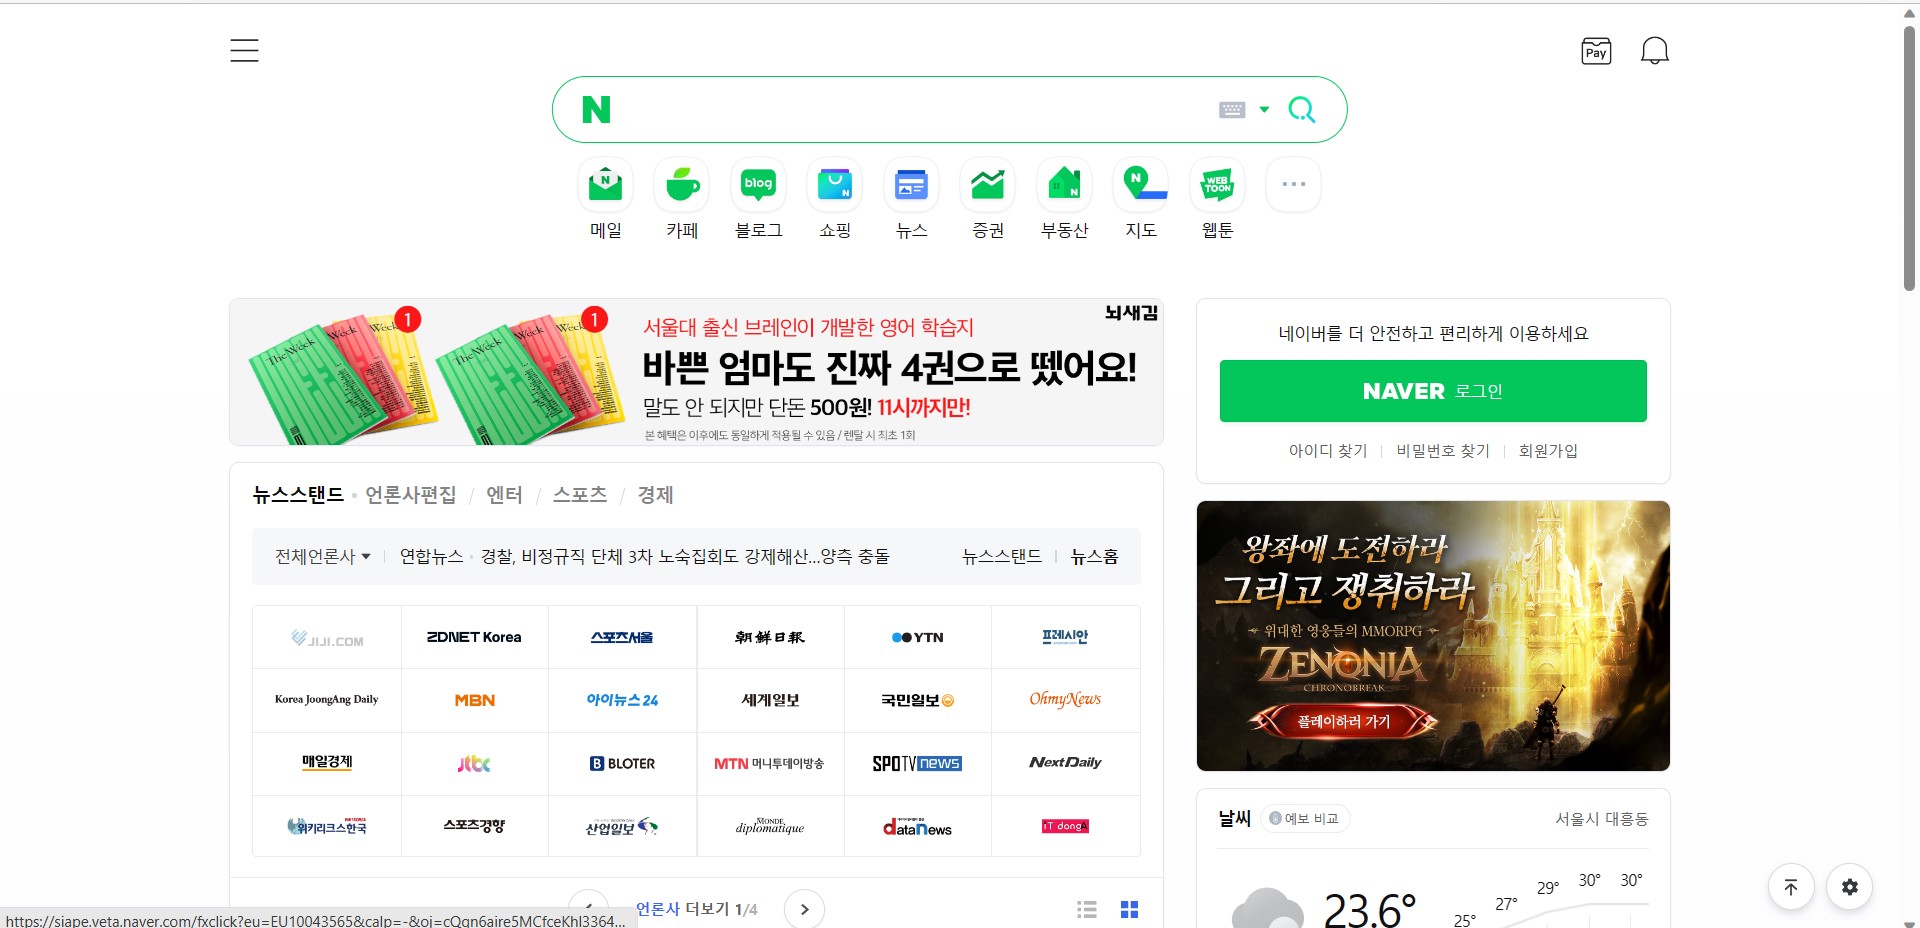 Pay
N
메일
카페
blog
블로그
N
쇼핑
뉴스
증권
N
부동산
N
지도
WEB TOON
웹툰
The Week
Week
Week
1
The Week
Week
Week
1
뇌새김
서울대 출신 브레인이 개발한 영어 학습지
바쁜 엄마도 진짜 4권으로 뗐어요!
말도 안 되지만 단돈 500원! 11시까지만!
본 혜택은 이후에도 동일하게 적용될 수 있음 / 렌탈 시 최초 1회
네이버를 더 안전하고 편리하게 이용하세요
NAVER 로그인
아이디 찾기
비밀번호 찾기
회원가입
뉴스스탠드 · 언론사편집 / 엔터 / 스포츠 / 경제
전체언론사
연합뉴스 · 경찰, 비정규직 단체 3차 노숙집회도 강제해산...양측 충돌
뉴스스탠드
뉴스홈
JIJI.COM
ZDNET Korea
스포츠서울
朝鮮日報
YTN
프레시안
Korea JoongAng Daily
MBN
아이뉴스24
세계일보
국민일보
OhmyNews
매일경제
jtbc
B BLOTER
MTN 머니투데이방송
SPOTV news
NextDaily
위키리크스한국
스포츠경향
산업일보
MONDE diplomatique
dataNews
IT dongA
언론사 더보기 1/4
왕좌에 도전하라
그리고 쟁취하라
위대한 영웅들의 MMORPG
ZENONIA
CHRONOBREAK
플레이하러 가기
날씨
예보 비교
서울시 대흥동
23.6°
25°
27°
29°
30°
30°
https://siape.veta.naver.com/fxclick?eu=EU10043565&calp=-&oj=cQqn6aire5MCfceKhI3364...